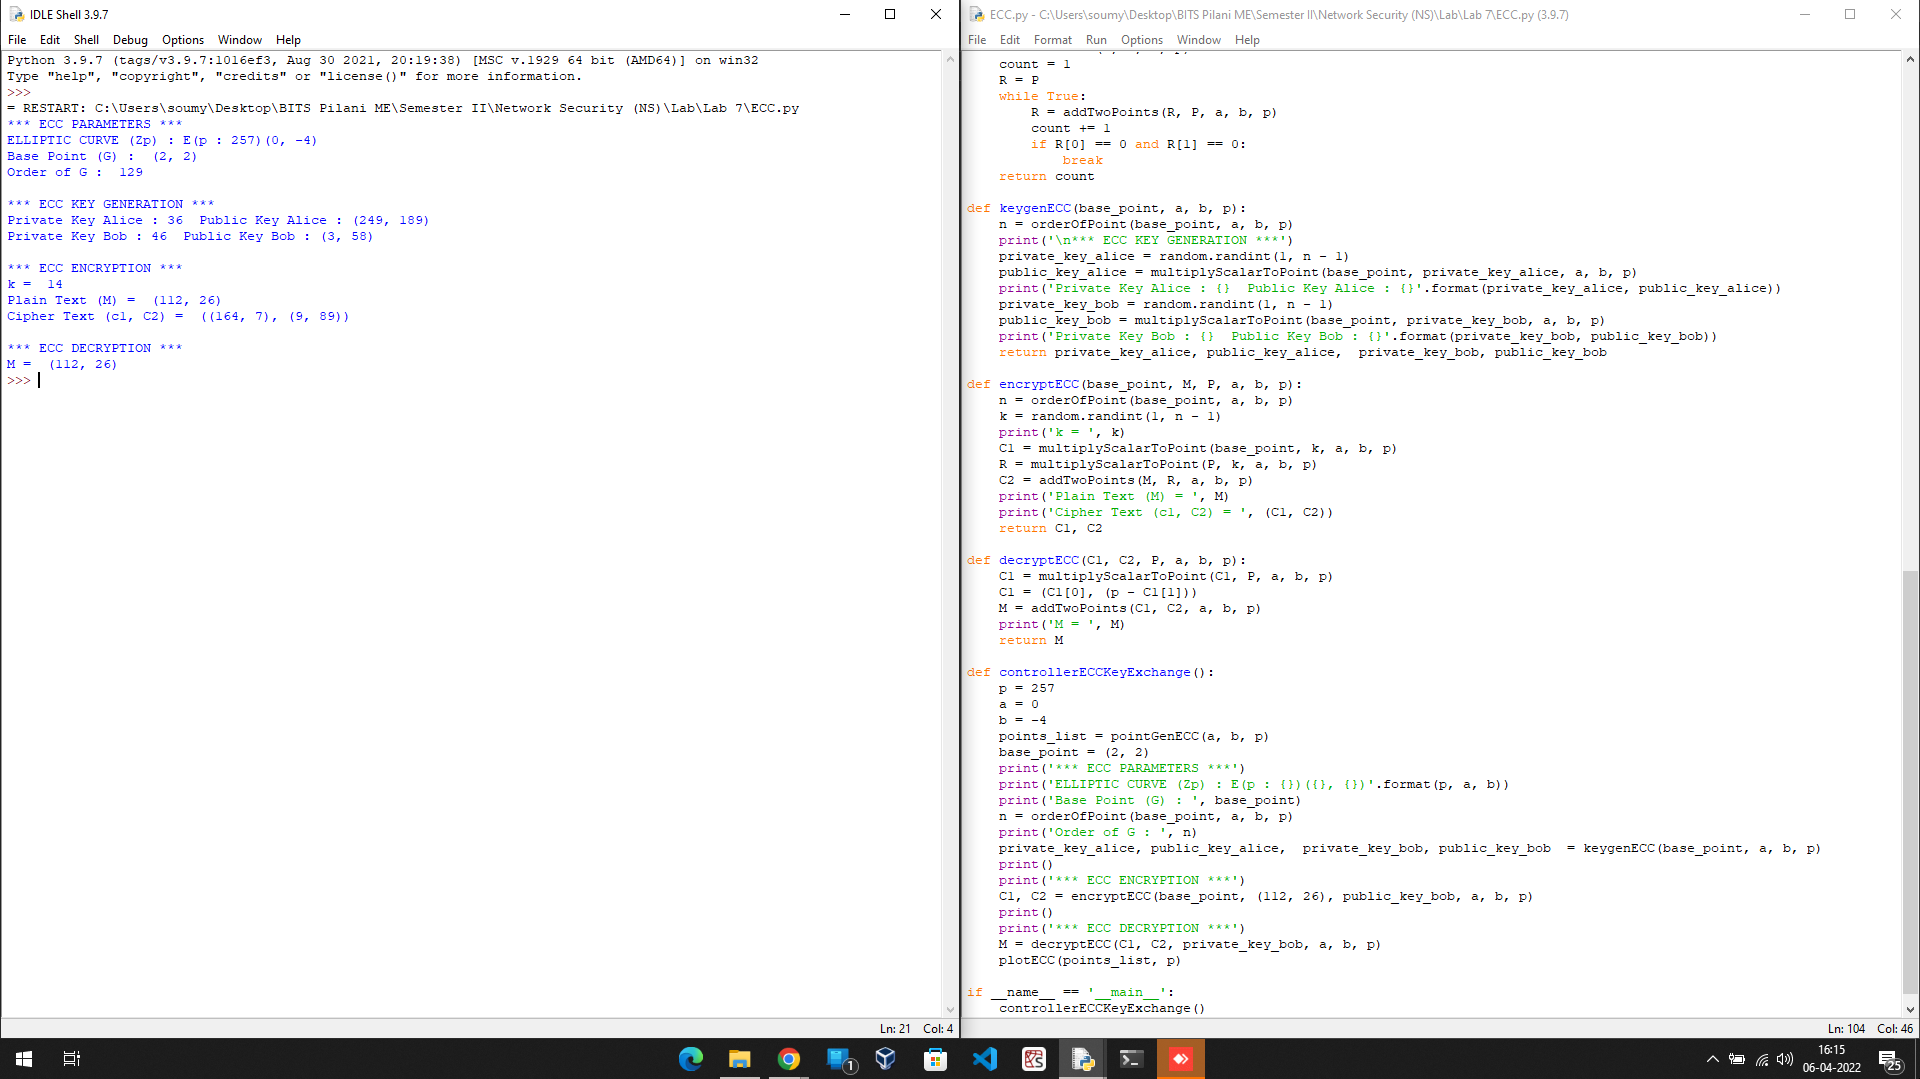 IDLE Shell 3.9.7
File Edit Shell Debug Options Window Help
Python 3.9.7 (tags/v3.9.7:1016ef3, Aug 30 2021, 20:19:38) [MSC v.1929 64 bit (AMD64)] on win32
Type "help", "copyright", "credits" or "license()" for more information.
>>>
= RESTART: C:\Users\soumy\Desktop\BITS Pilani ME\Semester II\Network Security (NS)\Lab\Lab 7\ECC.py
*** ECC PARAMETERS ***
ELLIPTIC CURVE (Zp) : E(p : 257)(0, -4)
Base Point (G) :  (2, 2)
Order of G :  129

*** ECC KEY GENERATION ***
Private Key Alice : 36  Public Key Alice : (249, 189)
Private Key Bob : 46  Public Key Bob : (3, 58)

*** ECC ENCRYPTION ***
k =  14
Plain Text (M) =  (112, 26)
Cipher Text (c1, C2) =  ((164, 7), (9, 89))

*** ECC DECRYPTION ***
M =  (112, 26)
>>>
Ln: 21 Col: 4
ECC.py - C:\Users\soumy\Desktop\BITS Pilani ME\Semester II\Network Security (NS)\Lab\Lab 7\ECC.py (3.9.7)
File Edit Format Run Options Window Help
    count = 1
    R = P
    while True:
        R = addTwoPoints(R, P, a, b, p)
        count += 1
        if R[0] == 0 and R[1] == 0:
            break
    return count

def keygenECC(base_point, a, b, p):
    n = orderOfPoint(base_point, a, b, p)
    print('\n*** ECC KEY GENERATION ***')
    private_key_alice = random.randint(1, n - 1)
    public_key_alice = multiplyScalarToPoint(base_point, private_key_alice, a, b, p)
    print('Private Key Alice : {}  Public Key Alice : {}'.format(private_key_alice, public_key_alice))
    private_key_bob = random.randint(1, n - 1)
    public_key_bob = multiplyScalarToPoint(base_point, private_key_bob, a, b, p)
    print('Private Key Bob : {}  Public Key Bob : {}'.format(private_key_bob, public_key_bob))
    return private_key_alice, public_key_alice,  private_key_bob, public_key_bob

def encryptECC(base_point, M, P, a, b, p):
    n = orderOfPoint(base_point, a, b, p)
    k = random.randint(1, n - 1)
    print('k = ', k)
    C1 = multiplyScalarToPoint(base_point, k, a, b, p)
    R = multiplyScalarToPoint(P, k, a, b, p)
    C2 = addTwoPoints(M, R, a, b, p)
    print('Plain Text (M) = ', M)
    print('Cipher Text (c1, C2) = ', (C1, C2))
    return C1, C2

def decryptECC(C1, C2, P, a, b, p):
    C1 = multiplyScalarToPoint(C1, P, a, b, p)
    C1 = (C1[0], (p - C1[1]))
    M = addTwoPoints(C1, C2, a, b, p)
    print('M = ', M)
    return M

def controllerECCKeyExchange():
    p = 257
    a = 0
    b = -4
    points_list = pointGenECC(a, b, p)
    base_point = (2, 2)
    print('*** ECC PARAMETERS ***')
    print('ELLIPTIC CURVE (Zp) : E(p : {})({}, {})'.format(p, a, b))
    print('Base Point (G) : ', base_point)
    n = orderOfPoint(base_point, a, b, p)
    print('Order of G : ', n)
    private_key_alice, public_key_alice,  private_key_bob, public_key_bob  = keygenECC(base_point, a, b, p)
    print()
    print('*** ECC ENCRYPTION ***')
    C1, C2 = encryptECC(base_point, (112, 26), public_key_bob, a, b, p)
    print()
    print('*** ECC DECRYPTION ***')
    M = decryptECC(C1, C2, private_key_bob, a, b, p)
    plotECC(points_list, p)

if __name__ == '__main__':
    controllerECCKeyExchange()
Ln: 104 Col: 46
1
16:15
06-04-2022
25